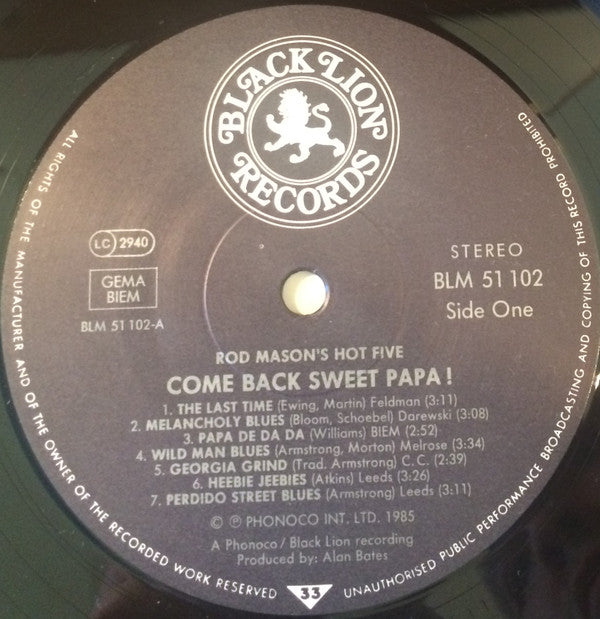 BLACK LION
RECORDS
LC 2940
GEMA
BIEM
BLM 51 102-A
STEREO
BLM 51 102
Side One
ROD MASON'S HOT FIVE
COME BACK SWEET PAPA!
1. THE LAST TIME (Ewing, Martin) Feldman (3:11)
2. MELANCHOLY BLUES (Bloom, Schoebel) Darewski (3:08)
3. PAPA DE DA DA (Williams) BIEM (2:52)
4. WILD MAN BLUES (Armstrong, Morton) Melrose (3:34)
5. GEORGIA GRIND (Trad. Armstrong) C.C. (2:39)
6. HEEBIE JEEBIES (Atkins) Leeds (3:26)
7. PERDIDO STREET BLUES (Armstrong) Leeds (3:11)
© ℗ PHONOCO INT. LTD. 1985
A Phonoco/Black Lion recording
Produced by: Alan Bates
33
ALL RIGHTS OF THE MANUFACTURER AND OF THE OWNER OF THE RECORDED WORK RESERVED
UNAUTHORISED PUBLIC PERFORMANCE BROADCASTING AND COPYING OF THIS RECORD PROHIBITED